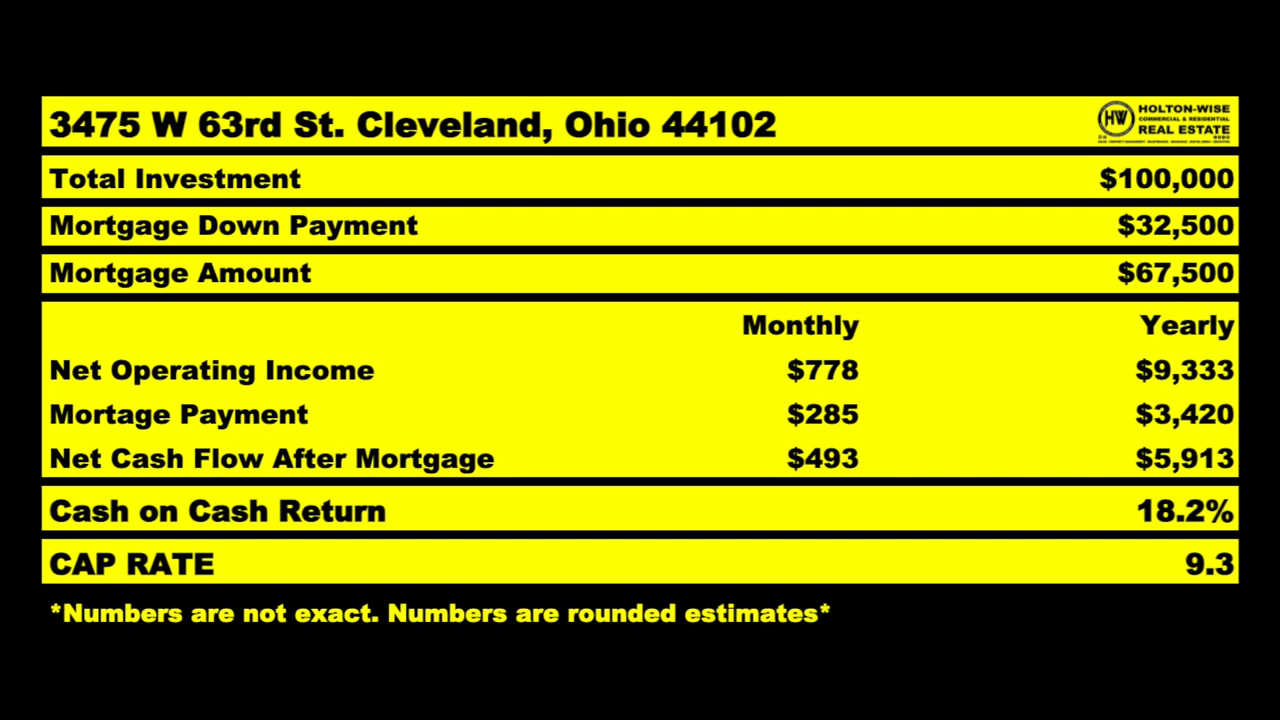 3475 W 63rd St. Cleveland, Ohio 44102
HW
HOLTON-WISE
COMMERCIAL & RESIDENTIAL
REAL ESTATE
Total Investment $100,000
Mortgage Down Payment $32,500
Mortgage Amount $67,500
Monthly Yearly
Net Operating Income $778 $9,333
Mortage Payment $285 $3,420
Net Cash Flow After Mortgage $493 $5,913
Cash on Cash Return 18.2%
CAP RATE 9.3
*Numbers are not exact. Numbers are rounded estimates*